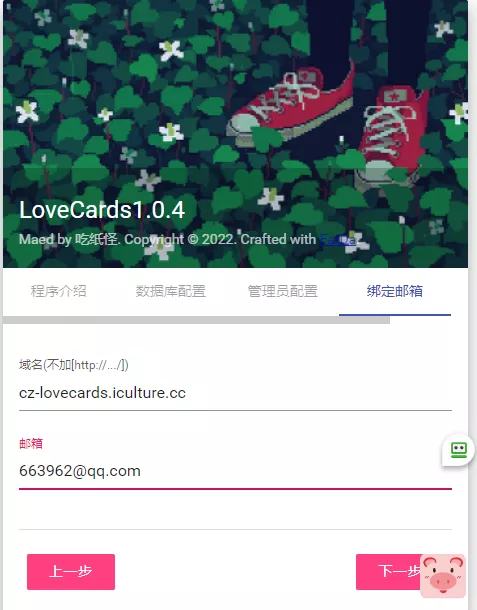 LoveCards1.0.4
Maed by 吃纸怪. Copyright © 2022. Crafted with
程序介绍 数据库配置 管理员配置 绑定邮箱
域名(不加[http://.../])
cz-lovecards.iculture.cc
邮箱
663962@qq.com
上一步 下一步